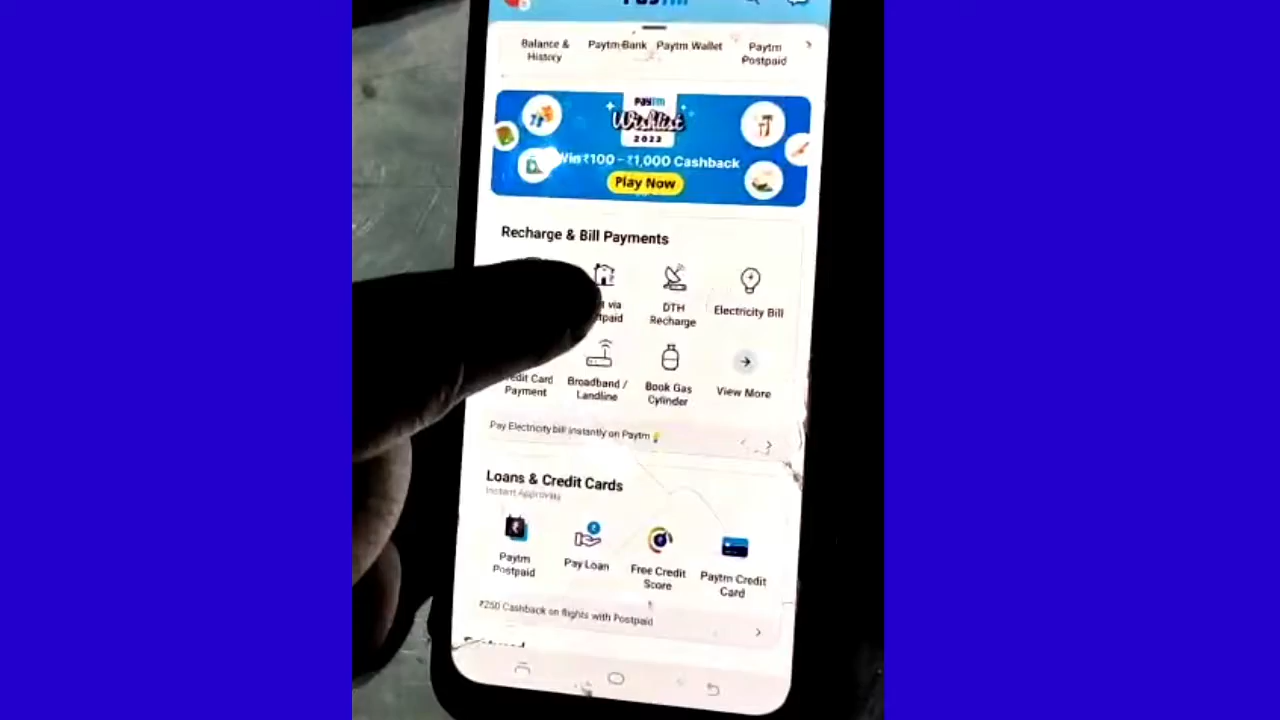 Paytm
Balance & History
Paytm Bank
Paytm Wallet
Paytm Postpaid
Paytm
Wishlist
2023
Win ₹100 - ₹1,000 Cashback
Play Now
Recharge & Bill Payments
via
DTH Recharge
Electricity Bill
Credit Card Payment
Broadband / Landline
Book Gas Cylinder
View More
Pay Electricity bill instantly on Paytm
Loans & Credit Cards
Instant Approvals
Paytm Postpaid
Pay Loan
Free Credit Score
Paytm Credit Card
₹250 Cashback on flights with Postpaid